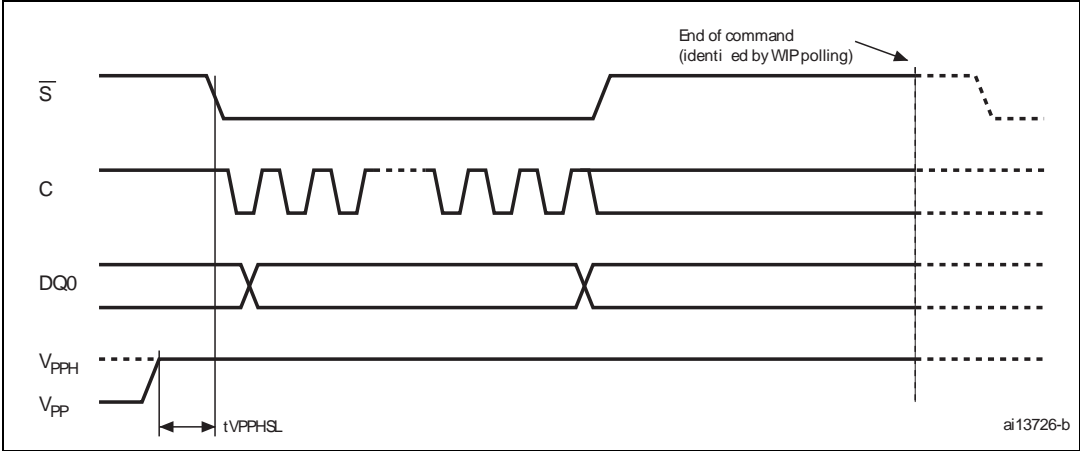 End of command
(identi ed by WIP polling)
S
C
DQ0
VPPH
VPP
tVPPHSL
ai13726-b